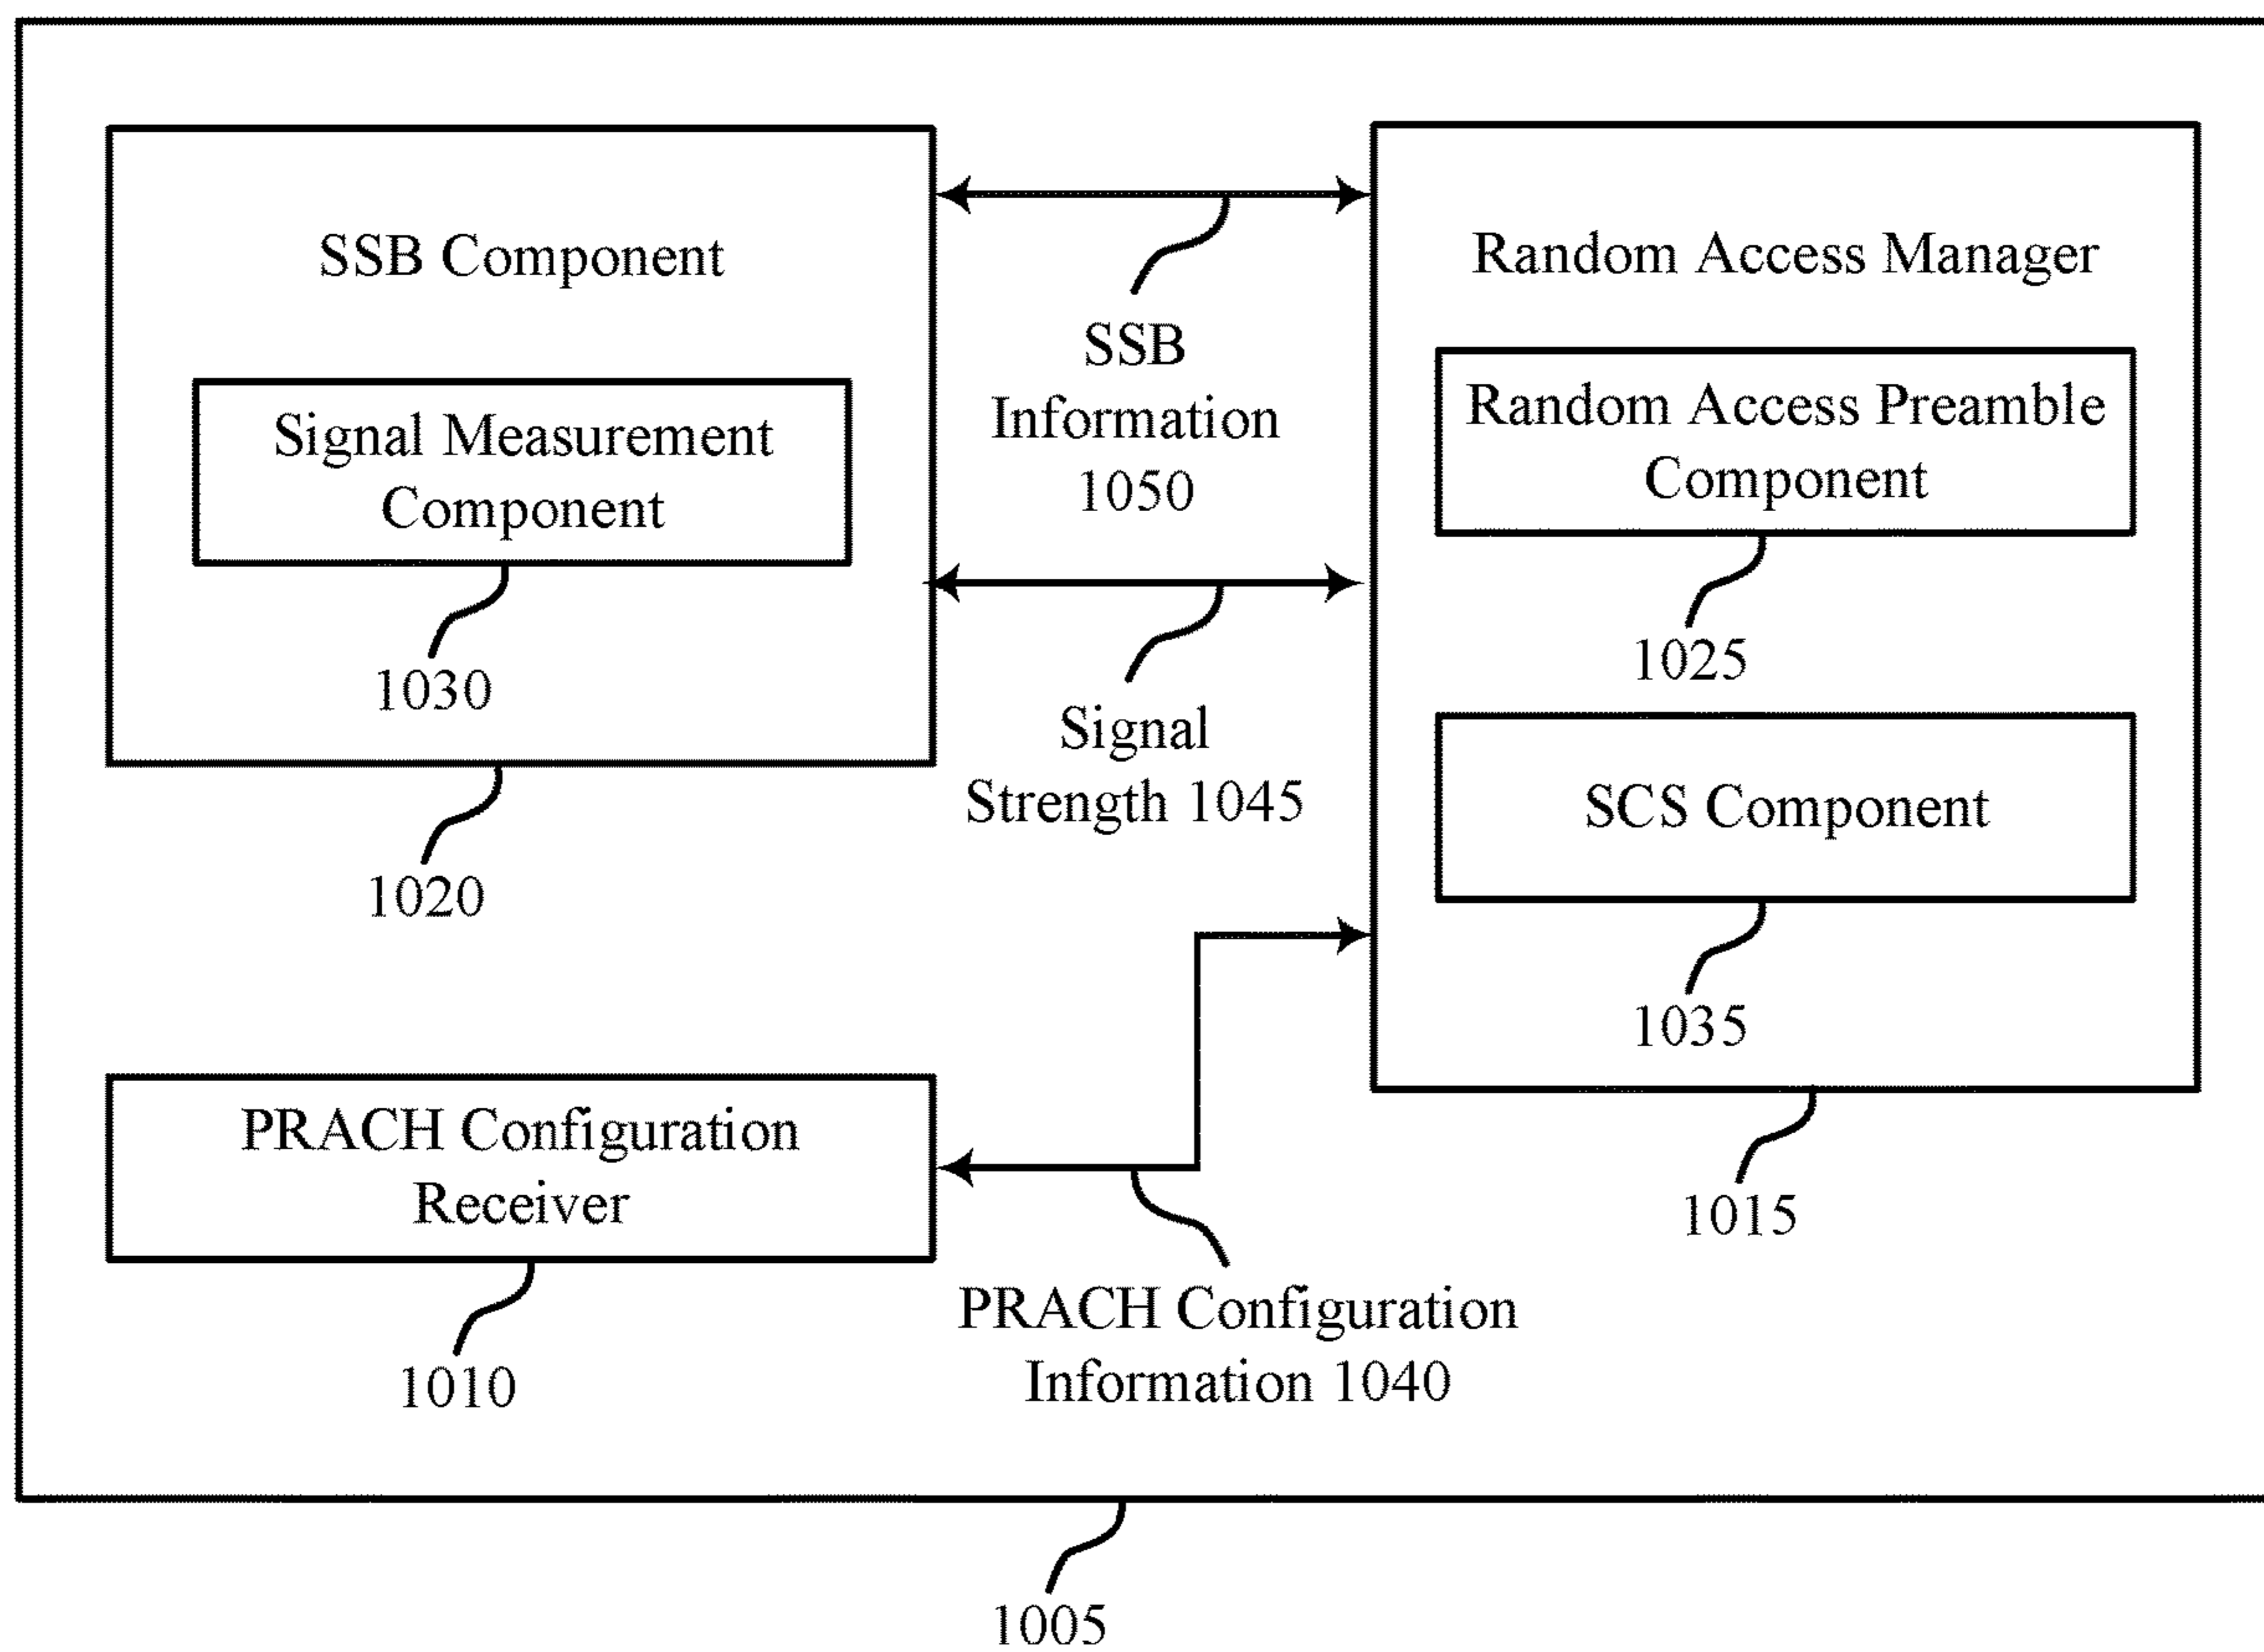 SSB Component
Signal Measurement
Component
1030
1020
SSB
Information
1050
Signal
Strength 1045
Random Access Manager
Random Access Preamble
Component
1025
SCS Component
1035
1015
PRACH Configuration
Receiver
1010
PRACH Configuration
Information 1040
1005